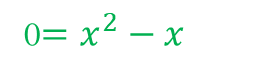 0= x² − x